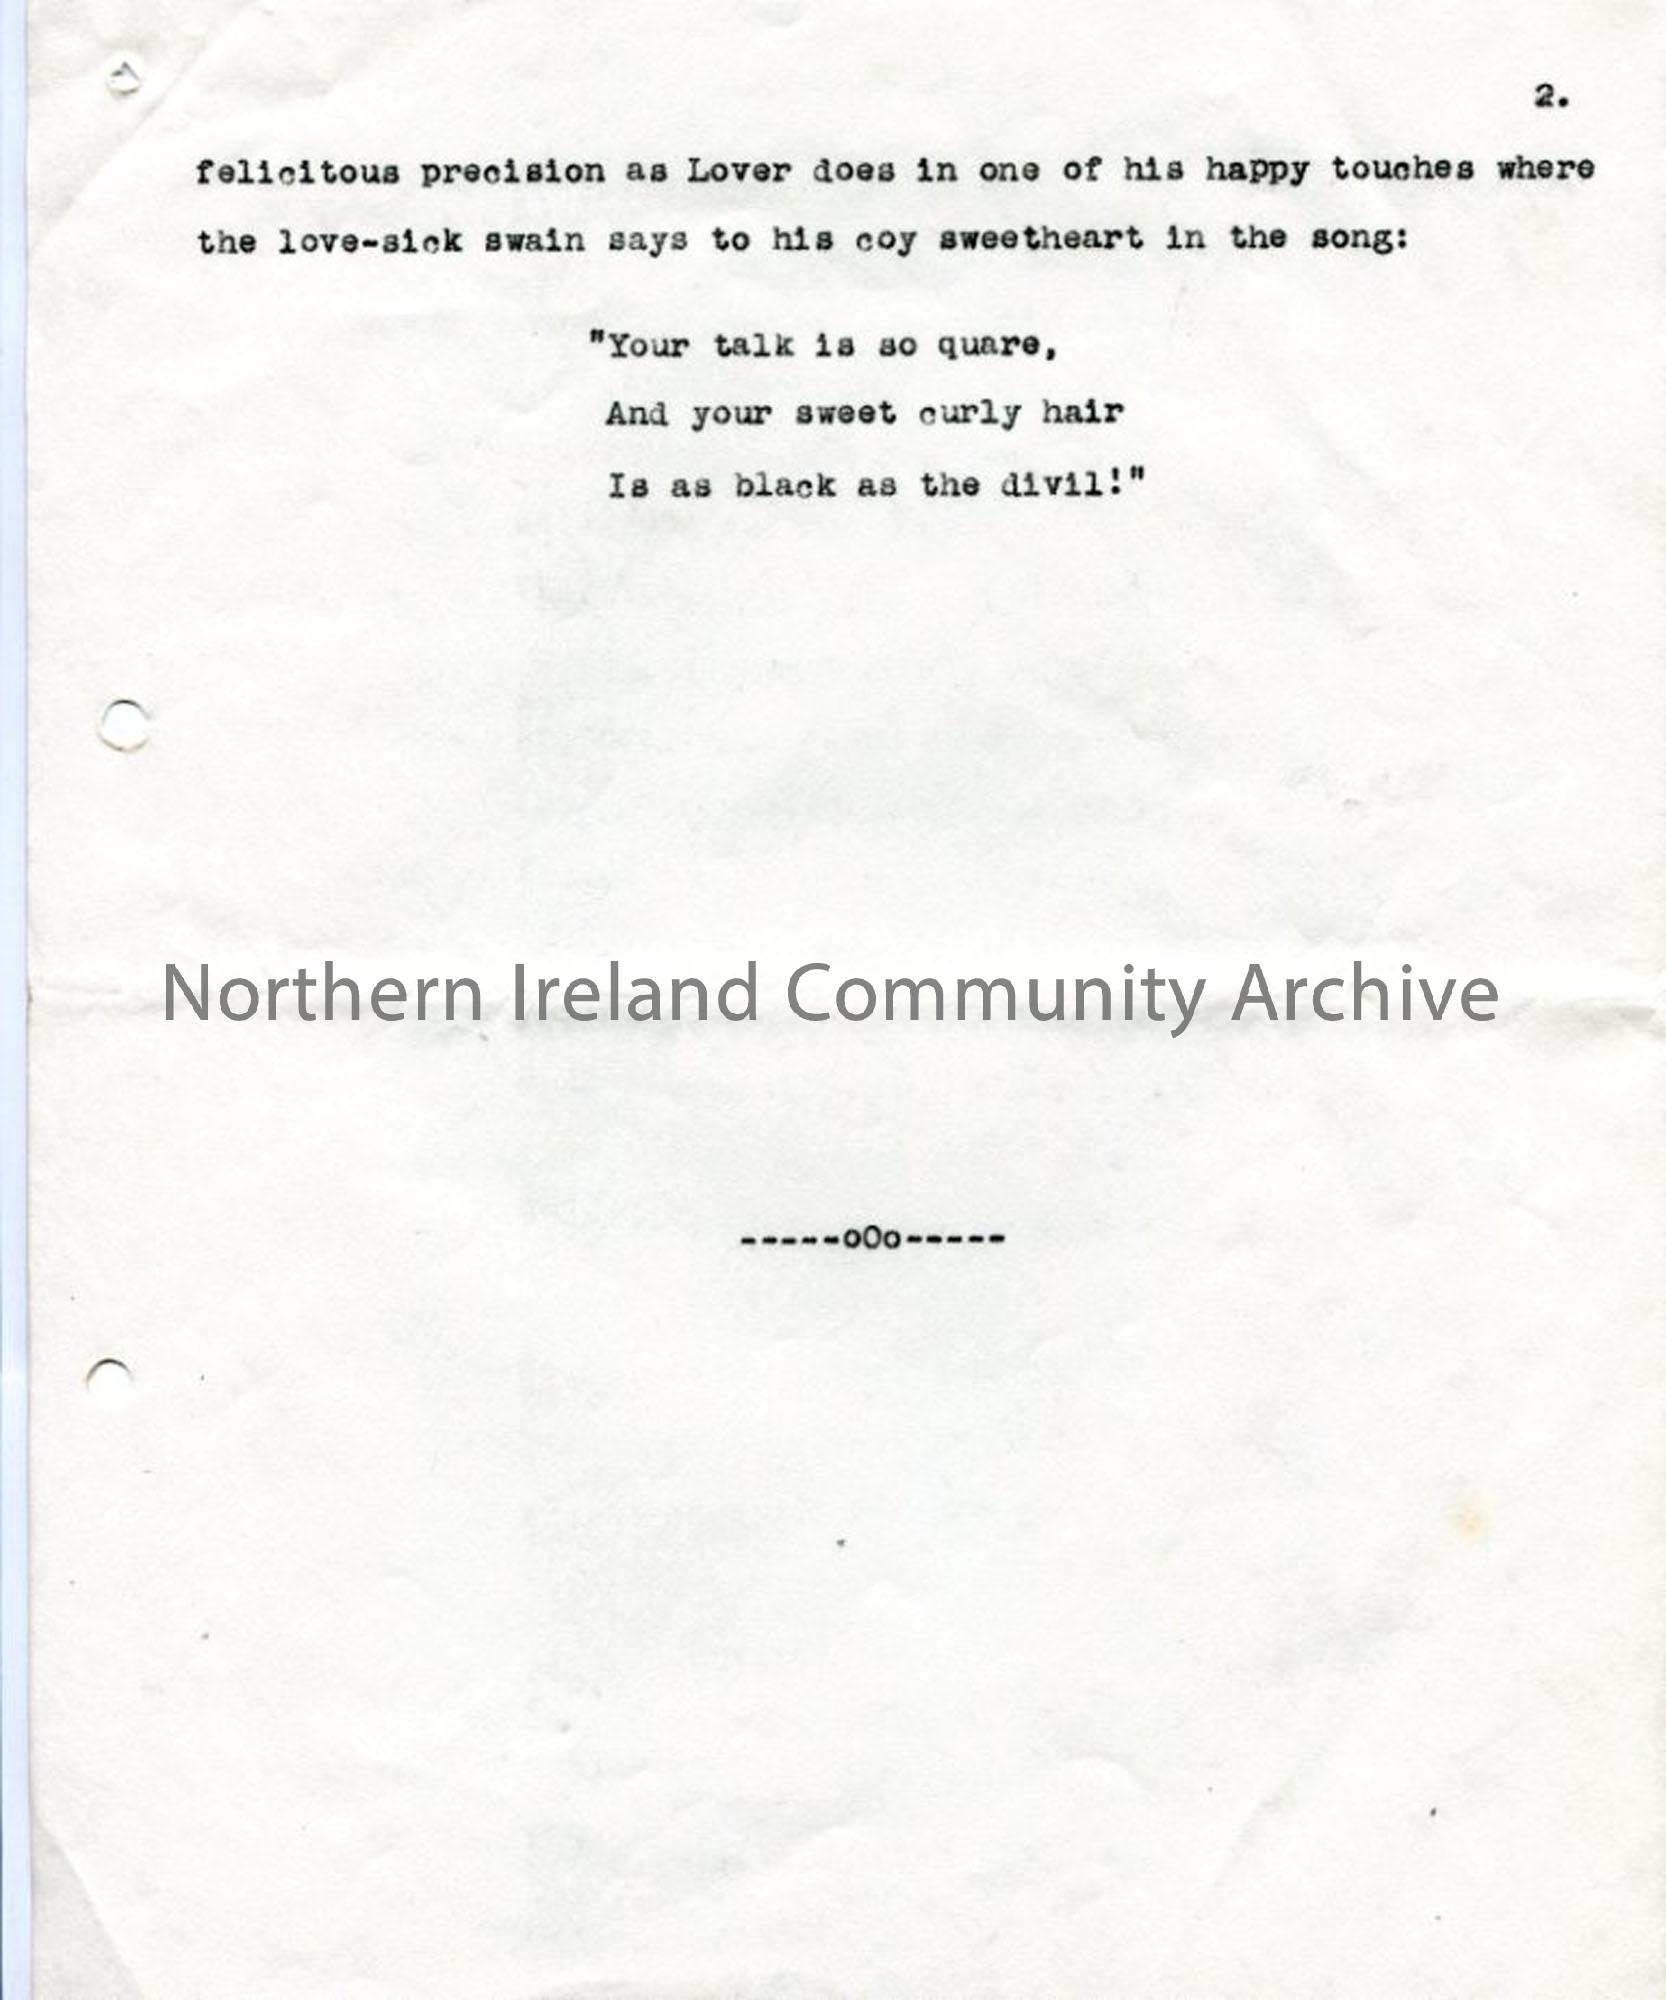 2.
felicitous precision as Lover does in one of his happy touches where
the love-sick swain says to his coy sweetheart in the song:
"Your talk is so quare,
And your sweet curly hair
Is as black as the divil!"
Northern Ireland Community Archive
-----oOo-----